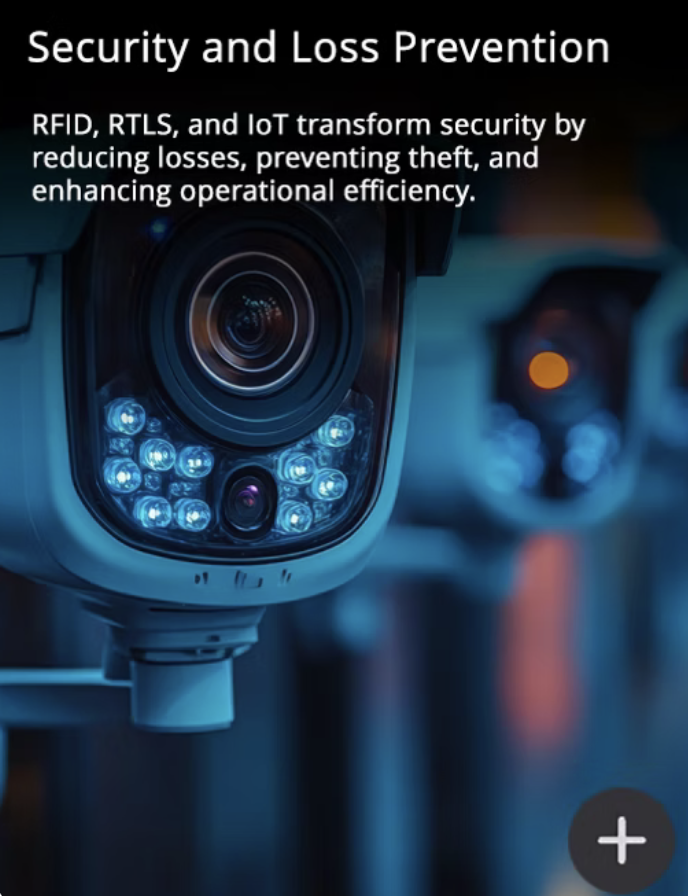 Security and Loss Prevention
RFID, RTLS, and IoT transform security by
reducing losses, preventing theft, and
enhancing operational efficiency.